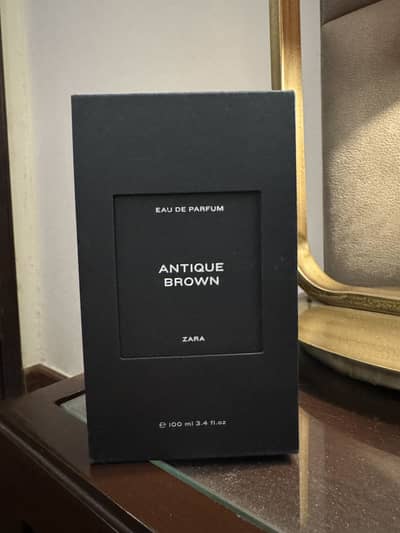 EAU DE PARFUM
ANTIQUE
BROWN
ZARA
℮ 100 ml 3.4 fl.oz